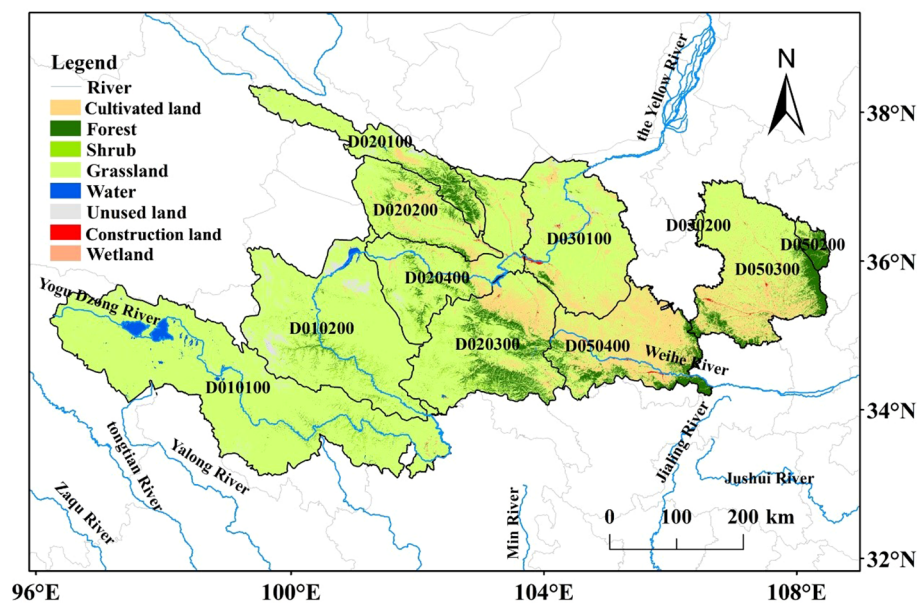 Legend
River
Cultivated land
Forest
Shrub
Grassland
Water
Unused land
Construction land
Wetland
N
the Yellow River
38°N
36°N
34°N
32°N
D020100
D020200
D030100
D030200
D050200
D050300
D020400
D010200
D020300
D050400
D010100
Yogu Dzong River
Weihe River
tongtian River
Yalong River
Zaqu River
Min River
Jialing River
Jushui River
0 100 200 km
96°E 100°E 104°E 108°E